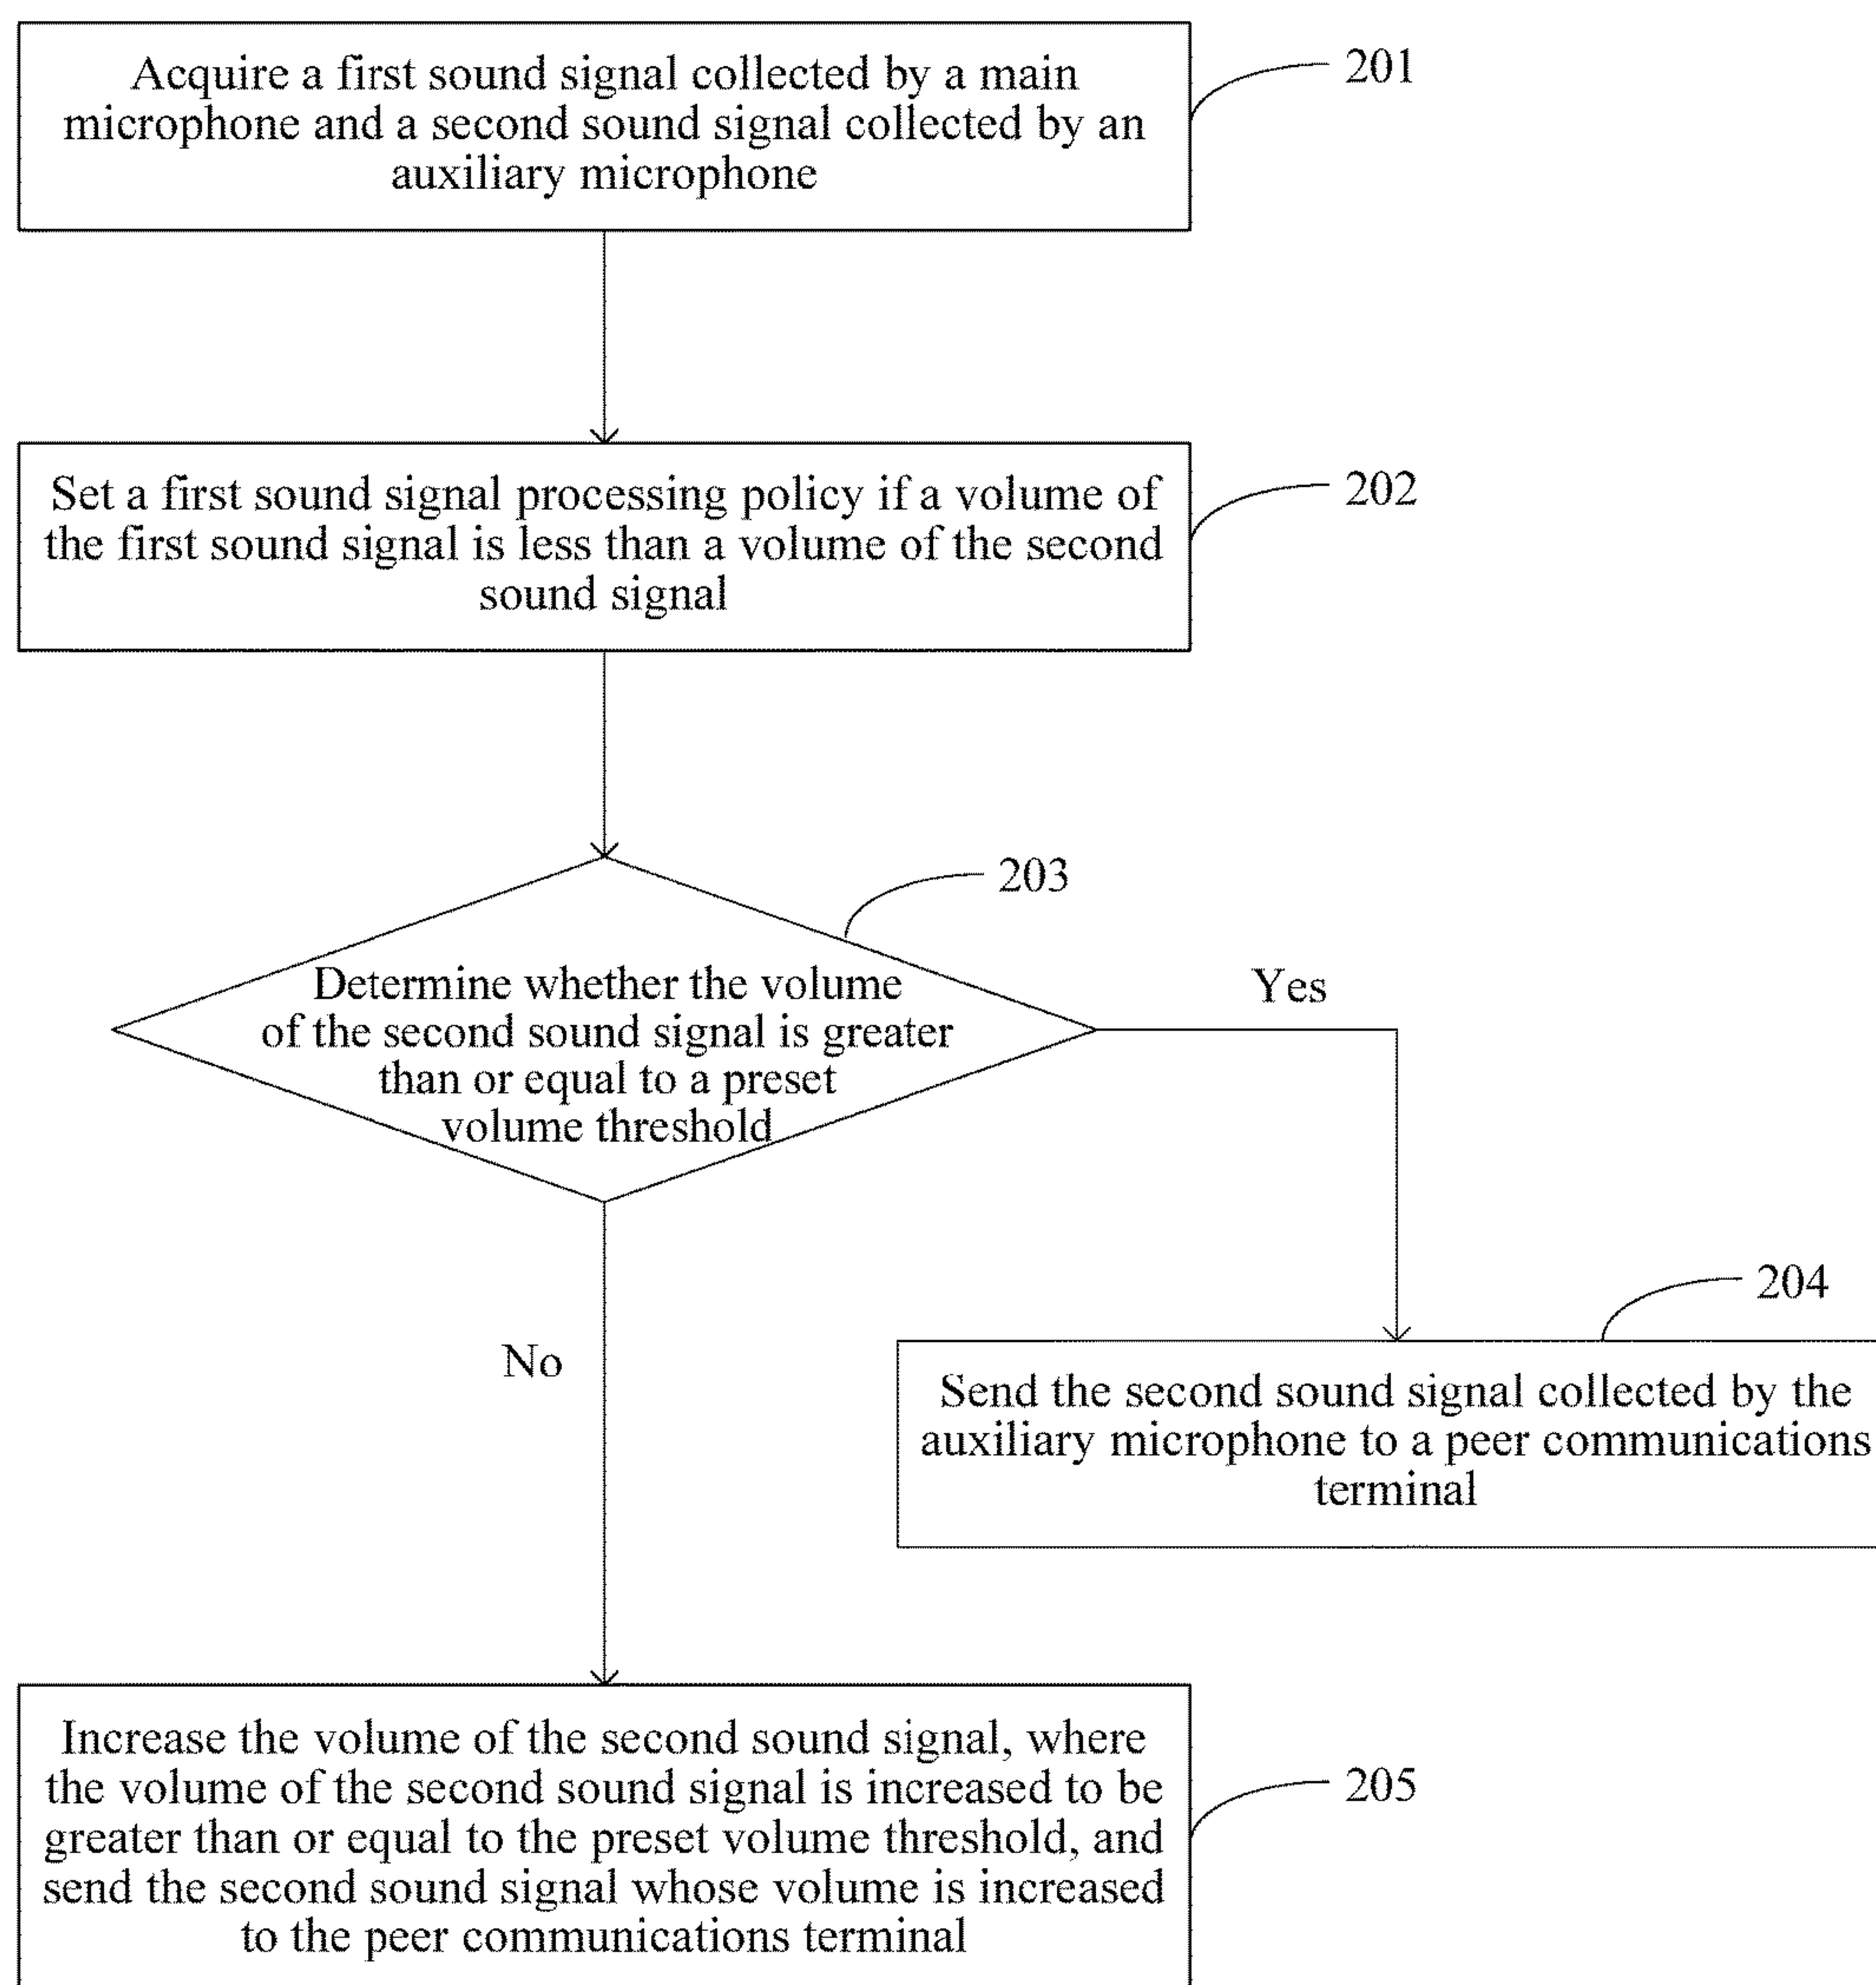 Acquire a first sound signal collected by a main
microphone and a second sound signal collected by an
auxiliary microphone
201
Set a first sound signal processing policy if a volume of
the first sound signal is less than a volume of the second
sound signal
202
203
Determine whether the volume
of the second sound signal is greater
than or equal to a preset
volume threshold
Yes
No
204
Send the second sound signal collected by the
auxiliary microphone to a peer communications
terminal
Increase the volume of the second sound signal, where
the volume of the second sound signal is increased to be
greater than or equal to the preset volume threshold, and
send the second sound signal whose volume is increased
to the peer communications terminal
205